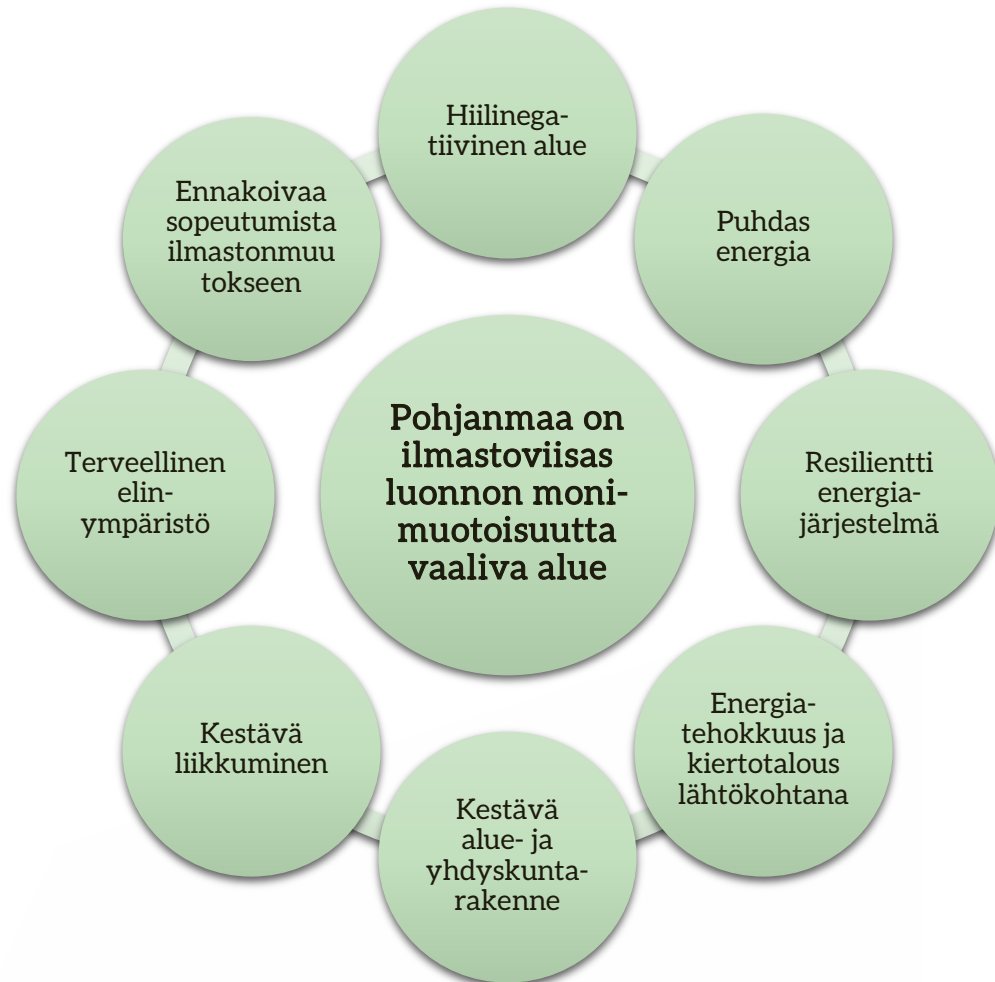 Hiilinega-
tiivinen alue
Puhdas
energia
Resilientti
energia-
järjestelmä
Energia-
tehokkuus ja
kiertotalous
lähtökohtana
Kestävä
alue- ja
yhdyskunta-
rakenne
Kestävä
liikkuminen
Terveellinen
elin-
ympäristö
Ennakoivaa
sopeutumista
ilmastonmuu
tokseen
Pohjanmaa on
ilmastoviisas
luonnon moni-
muotoisuutta
vaaliva alue